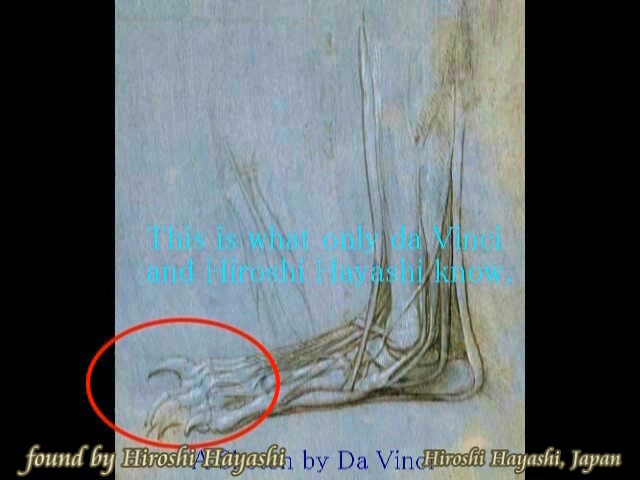 This is what only da Vinci
and Hiroshi Hayashi know.
found by Hiroshi Hayashi
by Da Vinci
Hiroshi Hayashi, Japan